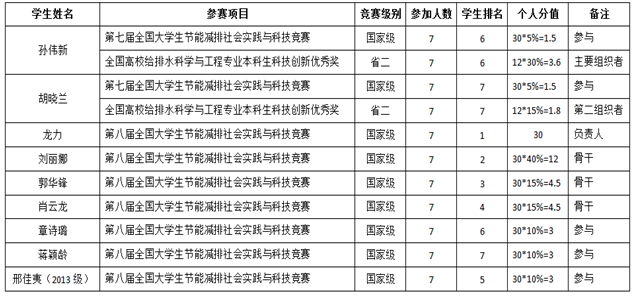 学生姓名 参赛项目 竞赛级别 参加人数 学生排名 个人分值 备注
孙伟新 第七届全国大学生节能减排社会实践与科技竞赛 国家级 7 6 30*5%=1.5 参与
全国高校给排水科学与工程专业本科生科技创新优秀奖 省二 7 6 12*30%=3.6 主要组织者
胡晓兰 第七届全国大学生节能减排社会实践与科技竞赛 国家级 7 7 30*5%=1.5 参与
全国高校给排水科学与工程专业本科生科技创新优秀奖 省二 7 7 12*15%=1.8 第二组织者
龙力 第八届全国大学生节能减排社会实践与科技竞赛 国家级 7 1 30 负责人
刘丽娜 第八届全国大学生节能减排社会实践与科技竞赛 国家级 7 2 30*40%=12 骨干
郭华锋 第八届全国大学生节能减排社会实践与科技竞赛 国家级 7 3 30*15%=4.5 骨干
肖云龙 第八届全国大学生节能减排社会实践与科技竞赛 国家级 7 4 30*15%=4.5 骨干
章诗璐 第八届全国大学生节能减排社会实践与科技竞赛 国家级 7 6 30*10%=3 参与
蒋颖龄 第八届全国大学生节能减排社会实践与科技竞赛 国家级 7 7 30*10%=3 参与
邢佳夷（2013级） 第八届全国大学生节能减排社会实践与科技竞赛 国家级 7 5 30*10%=3 参与